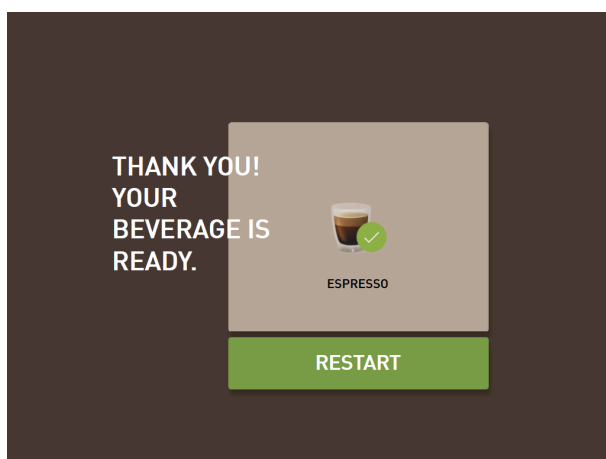 THANK YOU!
YOUR
BEVERAGE IS
READY.
ESPRESSO
RESTART